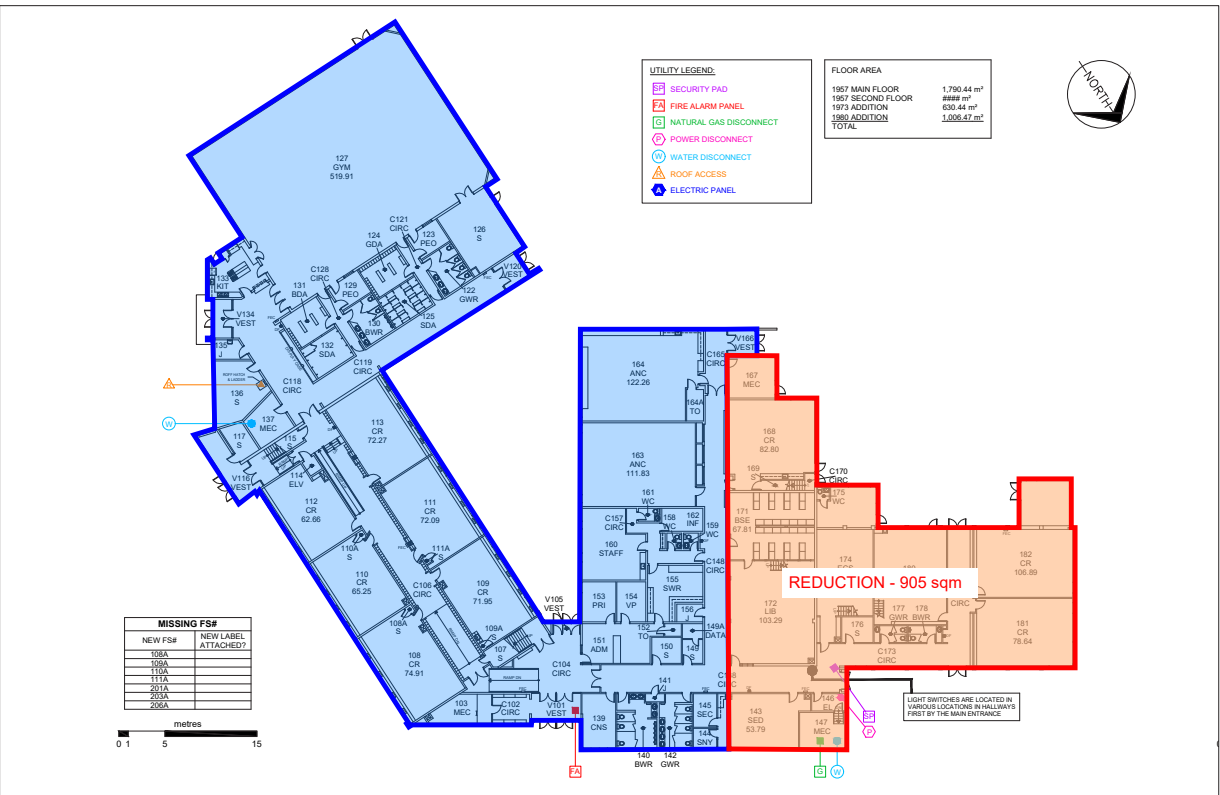 UTILITY LEGEND:
SP SECURITY PAD
FA FIRE ALARM PANEL
G NATURAL GAS DISCONNECT
P POWER DISCONNECT
W WATER DISCONNECT
R ROOF ACCESS
A ELECTRIC PANEL
FLOOR AREA
1957 MAIN FLOOR 1,790.44 m²
1957 SECOND FLOOR #### m²
1973 ADDITION 630.44 m²
1980 ADDITION 1,006.47 m²
TOTAL
NORTH
127
GYM
519.91
126
S
C121
CIRC
123
PEO
124
GDA
V120
VEST
122
GWR
C128
CIRC
129
PEO
131
BDA
125
SDA
130
BWR
132
SDA
133
KIT
V134
VEST
135
J
C119
CIRC
C118
CIRC
ROFF HATCH
& LADDER
136
S
R
W
137
MEC
117
S
115
S
V116
VEST
114
ELV
113
CR
72.27
112
CR
62.66
111
CR
72.09
110A
S
111A
S
110
CR
65.25
C106
CIRC
109
CR
71.95
108A
S
109A
S
107
S
108
CR
74.91
V105
VEST
C104
CIRC
RAMP DN
103
MEC
C102
CIRC
V101
VEST
FA
164
ANC
122.26
164A
TO
C165
CIRC
V166
VEST
163
ANC
111.83
161
WC
C157
CIRC
158
WC
162
INF
159
WC
160
STAFF
C148
CIRC
155
SWR
153
PRI
154
VP
156
J
152
TO
149A
DATA
151
ADM
150
S
149
S
141
J
139
CNS
140
BWR
142
GWR
145
SEC
144
SNY
167
MEC
168
CR
82.80
169
S
C170
CIRC
171
BSE
67.81
175
WC
174
REDUCTION - 905 sqm
182
CR
106.89
172
LIB
103.29
176
S
177
GWR
178
BWR
CIRC
181
CR
78.64
C173
CIRC
CIRC
143
SED
53.79
146
EL
147
MEC
SP
P
G
W
LIGHT SWITCHES ARE LOCATED IN
VARIOUS LOCATIONS IN HALLWAYS
FIRST BY THE MAIN ENTRANCE
MISSING FS#
NEW FS# NEW LABEL
ATTACHED?
108A
109A
110A
111A
201A
203A
206A
metres
0 1 5 15